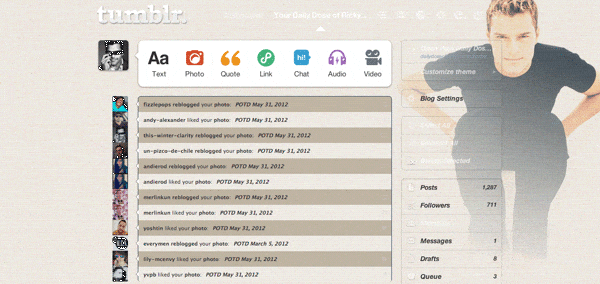 tumblr.
Your Daily Dose of Ricky...
Aa
hi!
Text Photo Quote Link Chat Audio Video
Customize theme
Blog Settings
fizzlepops reblogged your photo: POTD May 31, 2012
andy-alexander liked your photo: POTD May 31, 2012
this-winter-clarity reblogged your photo: POTD May 31, 2012
un-pizco-de-chile reblogged your photo: POTD May 31, 2012
andierod reblogged your photo: POTD May 31, 2012
andierod liked your photo: POTD May 31, 2012
merlinkun reblogged your photo: POTD May 31, 2012
merlinkun liked your photo: POTD May 31, 2012
yoshtin liked your photo: POTD May 31, 2012
everymen reblogged your photo: POTD March 5, 2012
lily-mcenvy liked your photo: POTD May 31, 2012
yvpb liked your photo: POTD May 31, 2012
Posts 1,287
Followers 711
Messages 1
Drafts 8
Queue 3